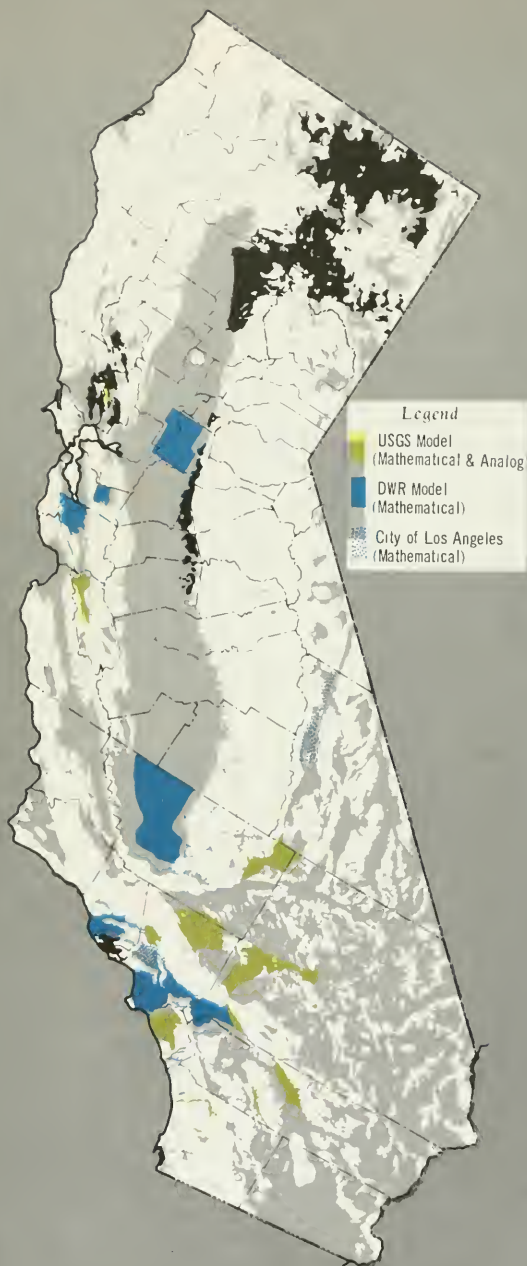 Legend
USGS Model
(Mathematical & Analog
DWR Model
(Mathematical)
City of Los Angeles
(Mathematical)